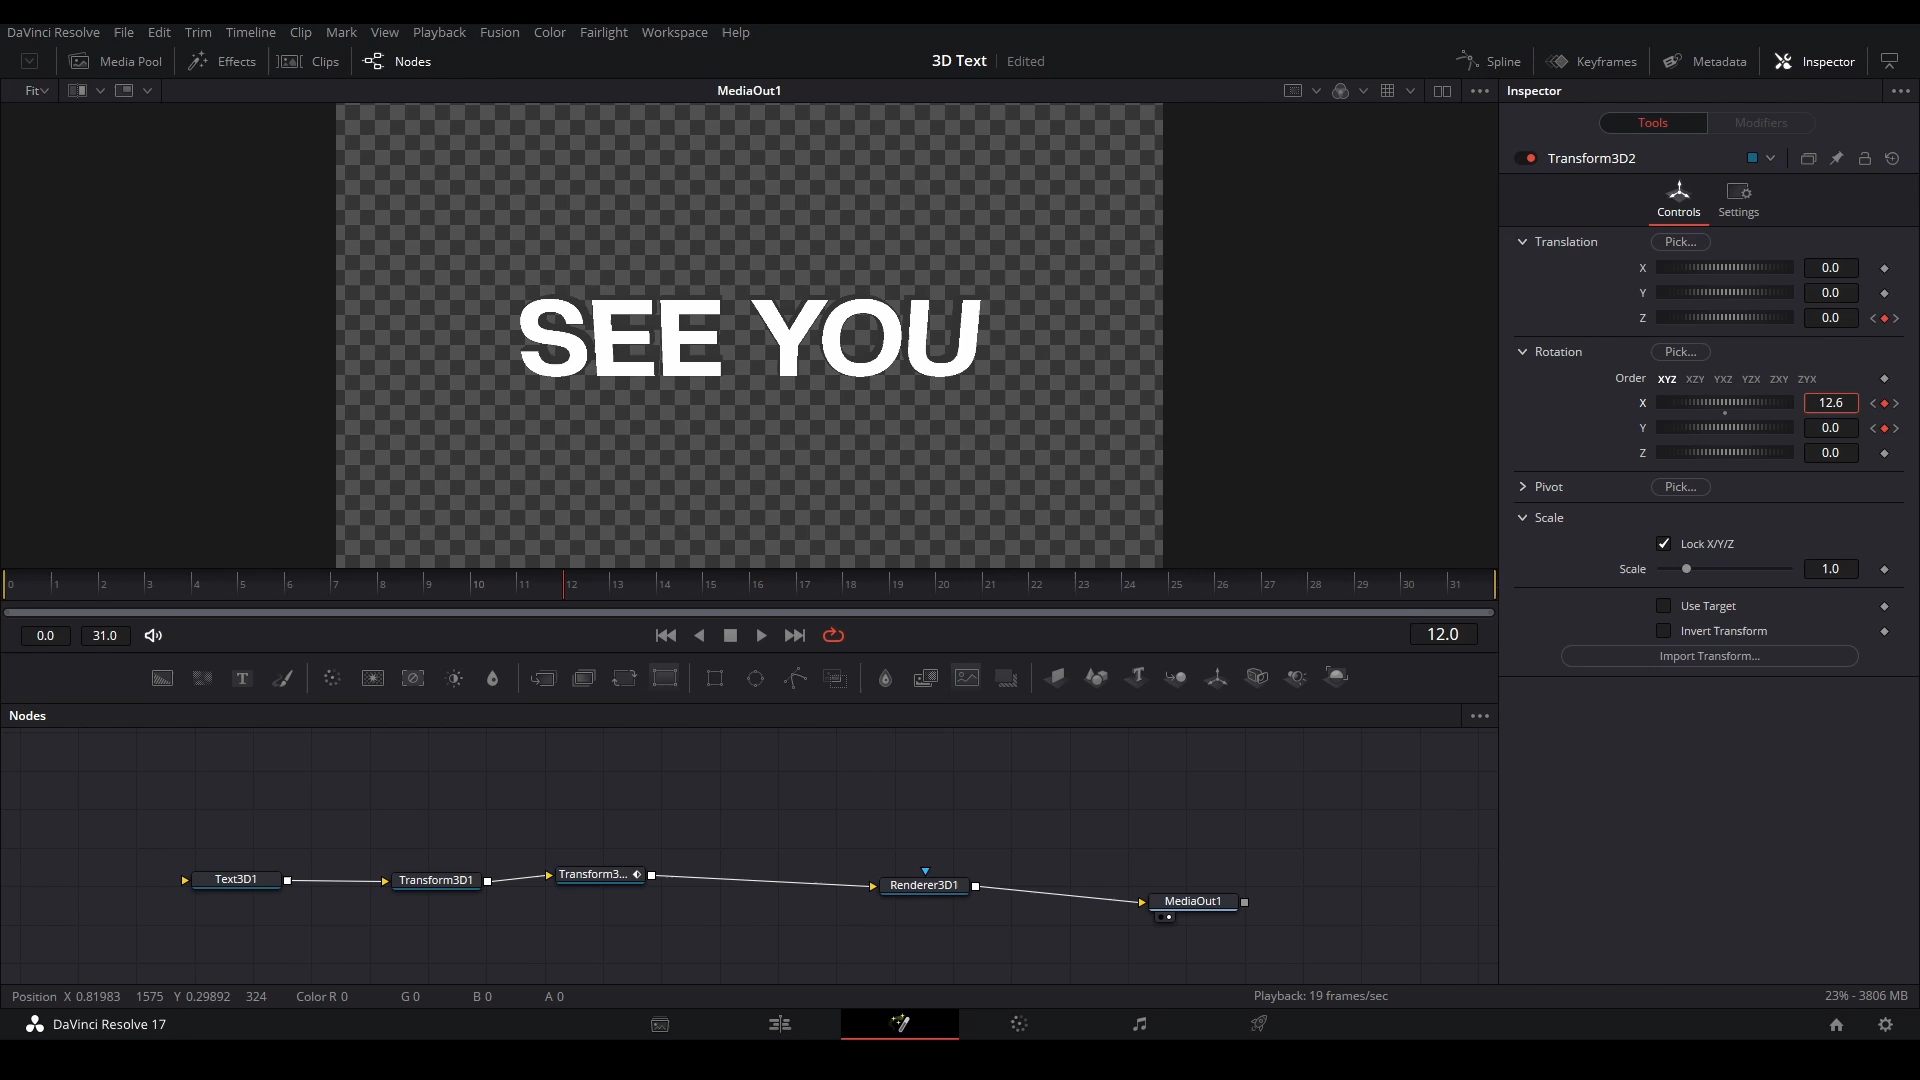 DaVinci Resolve File Edit Trim Timeline Clip Mark View Playback Fusion Color Fairlight Workspace Help
Media Pool Effects Clips Nodes 3D Text Edited Spline Keyframes Metadata Inspector
Fit MediaOut1 Inspector
Tools Modifiers
Transform3D2
Controls Settings
Translation Pick...
X 0.0
Y 0.0
Z 0.0
Rotation Pick...
Order XYZ XZY YXZ YZX ZXY ZYX
X 12.6
Y 0.0
Z 0.0
Pivot Pick...
Scale
Lock X/Y/Z
Scale 1.0
Use Target
Invert Transform
Import Transform...
SEE YOU
0 1 2 3 4 5 6 7 8 9 10 11 12 13 14 15 16 17 18 19 20 21 22 23 24 25 26 27 28 29 30 31
0.0 31.0 12.0
T T
Nodes
Text3D1 Transform3D1 Transform3... Renderer3D1 MediaOut1
Position X 0.81983 1575 Y 0.29892 324 Color R 0 G 0 B 0 A 0 Playback: 19 frames/sec 23% - 3806 MB
DaVinci Resolve 17